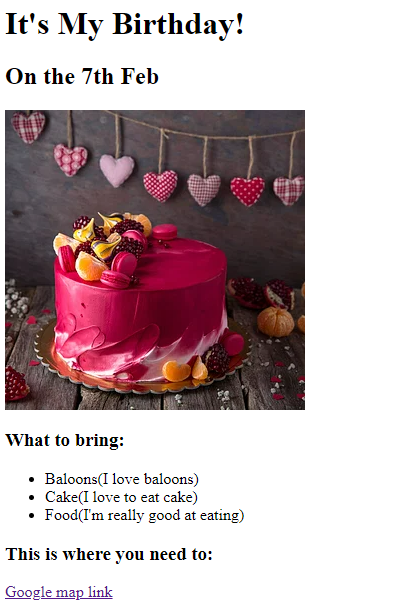 It's My Birthday!
On the 7th Feb
What to bring:
Baloons(I love baloons)
Cake(I love to eat cake)
Food(I'm really good at eating)
This is where you need to:
Google map link